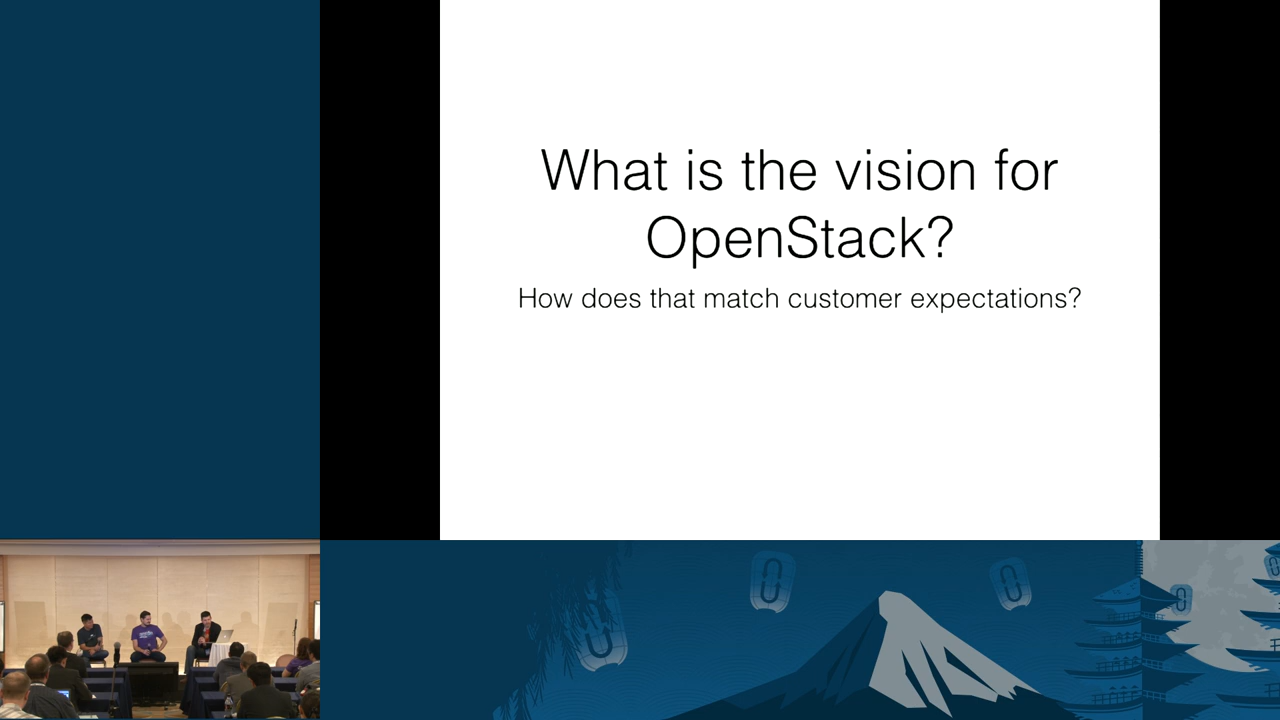 What is the vision for
OpenStack?
How does that match customer expectations?